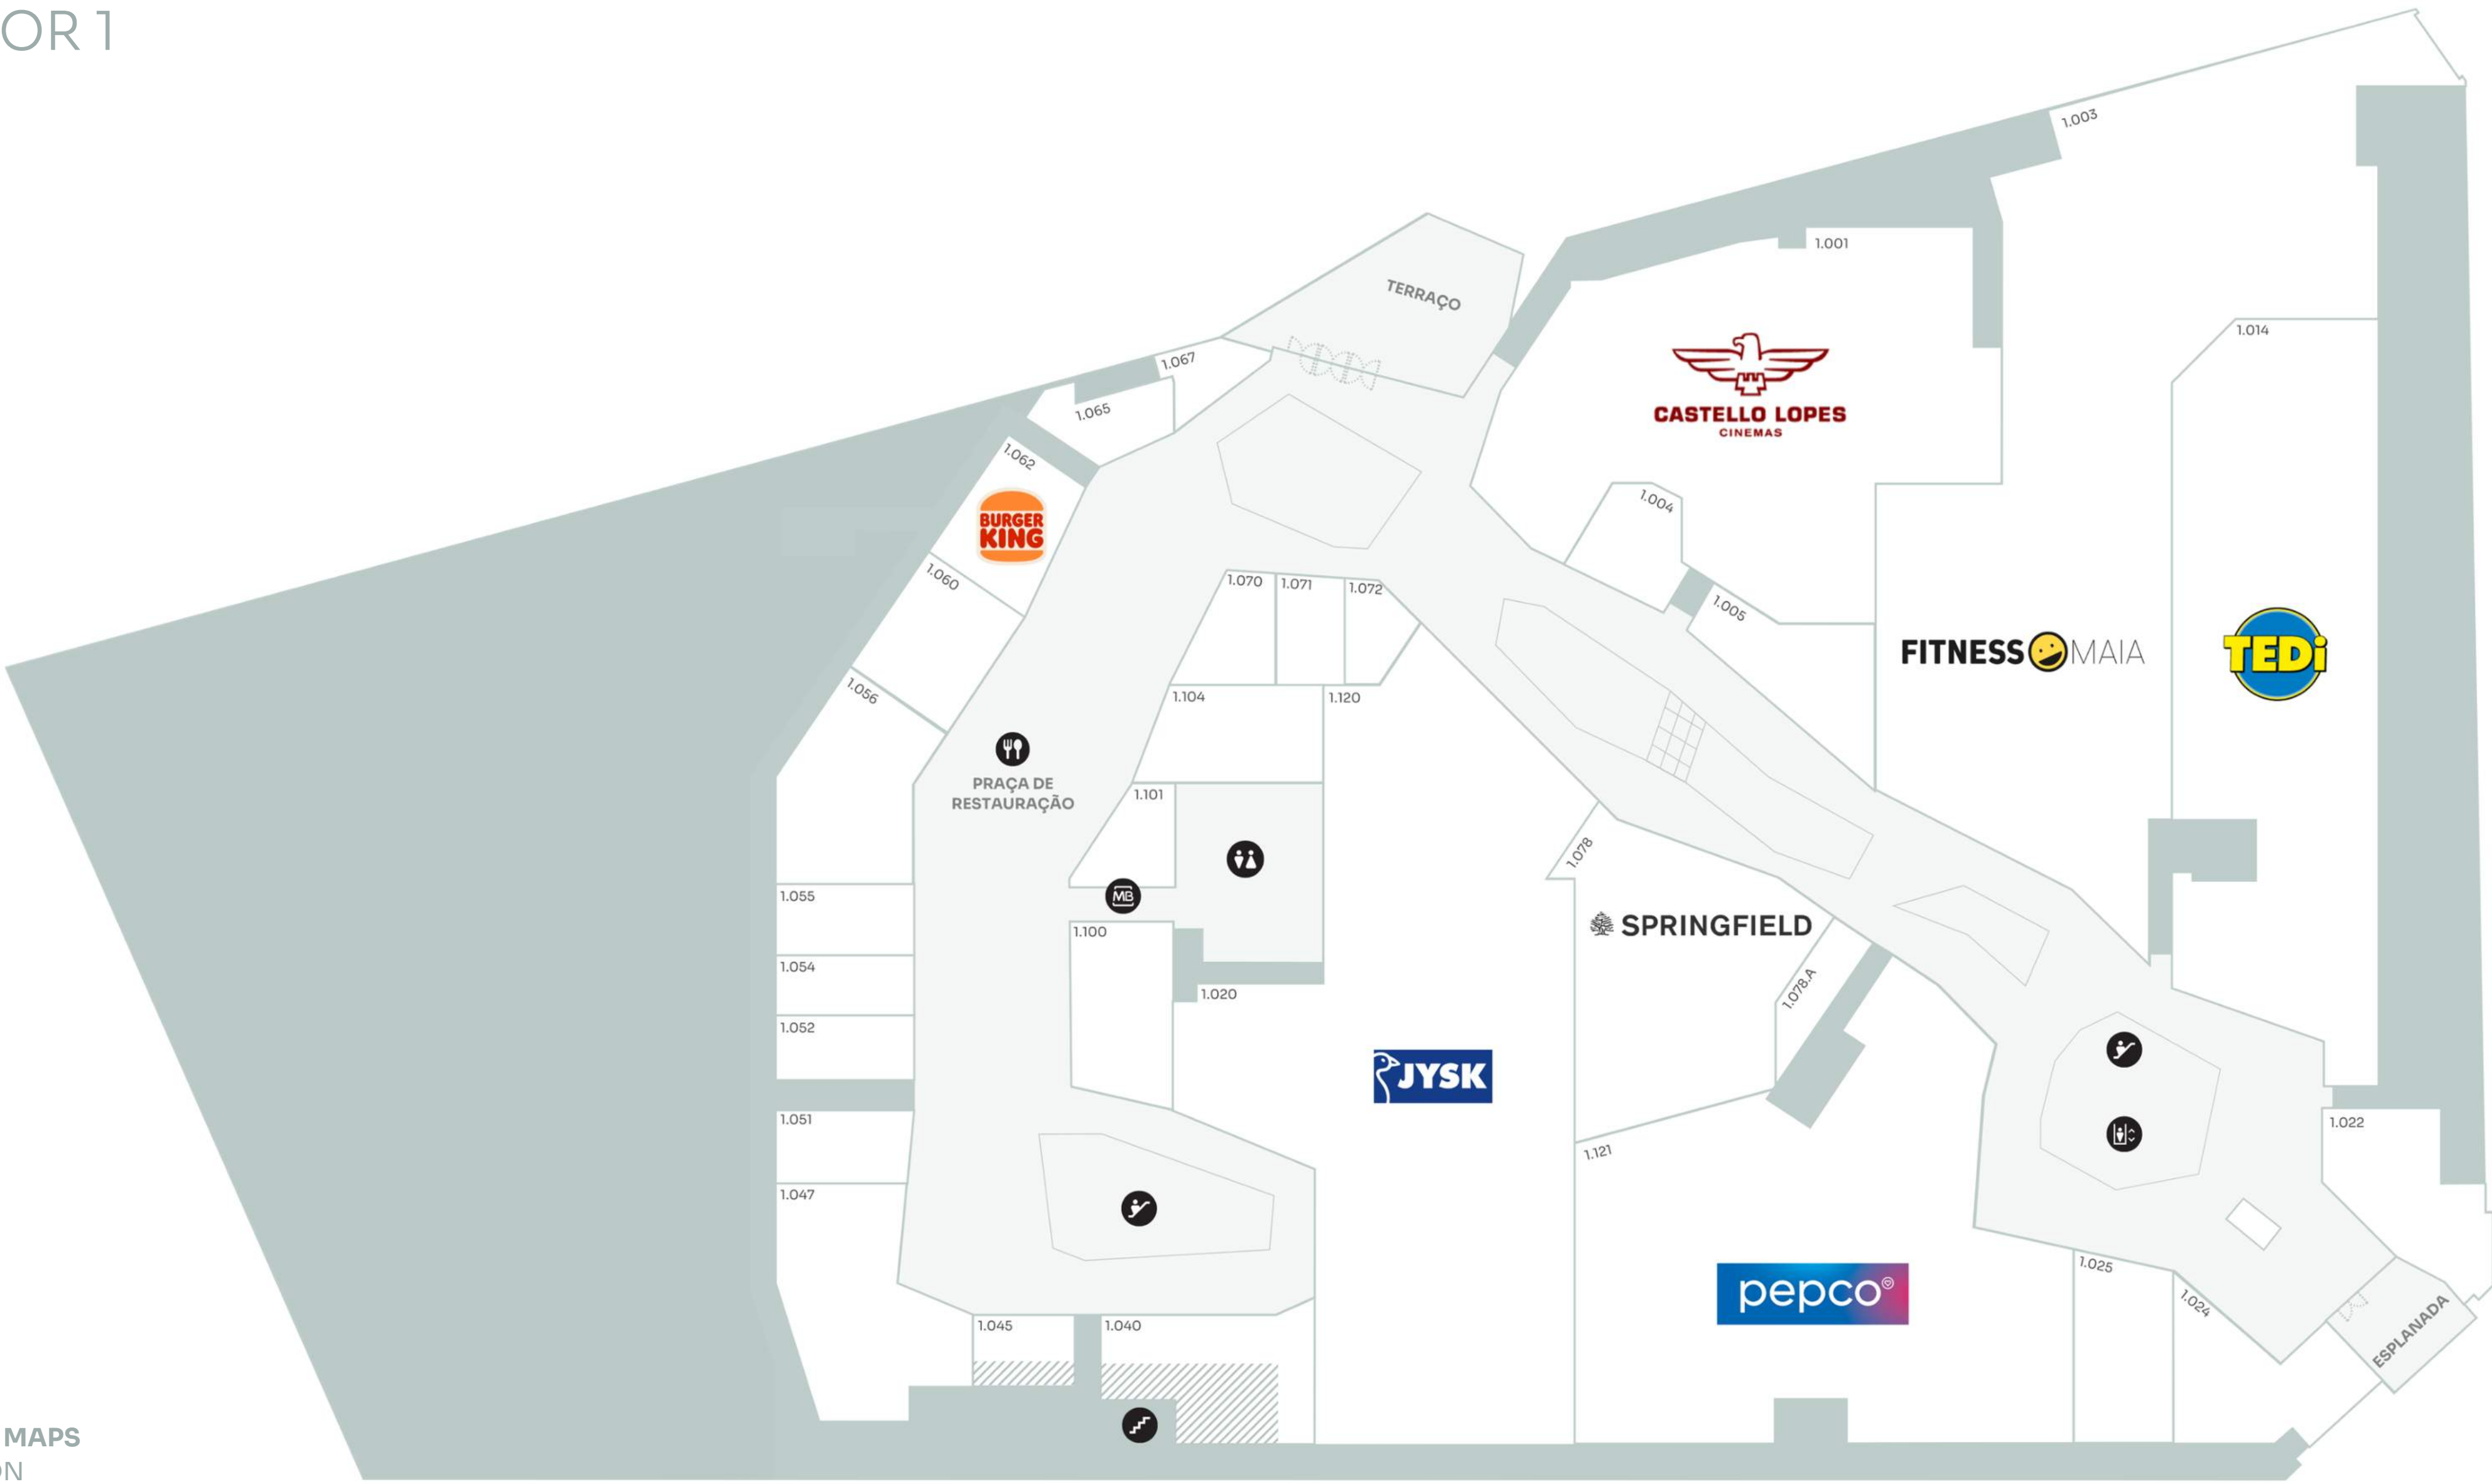 OR 1
1.003
1.001
TERRAÇO
1.014
1.067
CASTELLO LOPES
CINEMAS
1.065
1.062
1.004
BURGER
KING
1.060
1.070
1.071
1.072
1.005
FITNESS MAIA
TEDi
1.056
1.104
1.120
PRAÇA DE
RESTAURAÇÃO
1.101
1.078
1.055
MB
1.100
SPRINGFIELD
1.054
1.078.A
1.020
1.052
JYSK
1.051
1.022
1.121
1.047
1.025
pepco
1.024
1.045
1.040
ESPLANADA
MAPS
ON